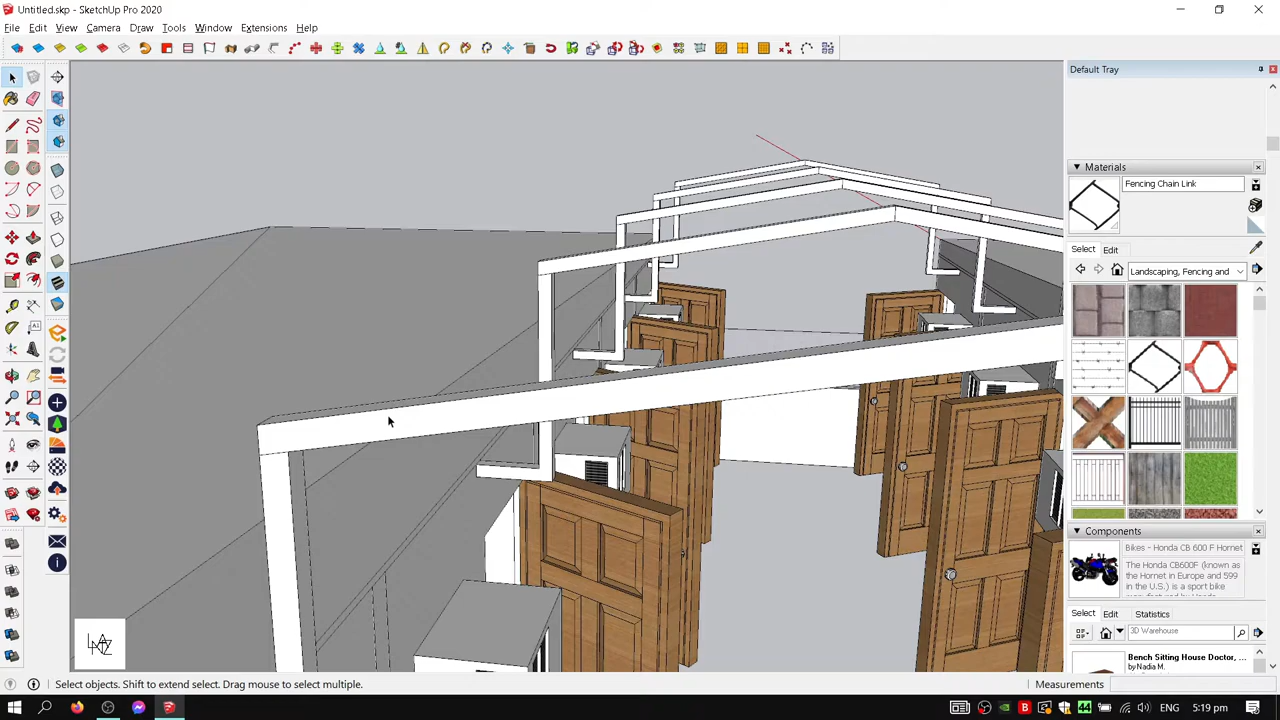 Untitled.skp - SketchUp Pro 2020
File Edit View Camera Draw Tools Window Extensions Help
Default Tray
Materials
Fencing Chain Link
Select Edit
Landscaping, Fencing and
Components
Bikes - Honda CB 600 F Hornet
The Honda CB600F (known as
the Hornet in Europe and 599
in the U.S.) is a sport bike
Select Edit Statistics
3D Warehouse
Bench Sitting House Doctor, ...
by Nadia M.
Select objects. Shift to extend select. Drag mouse to select multiple.
Measurements
44
ENG
5:19 pm